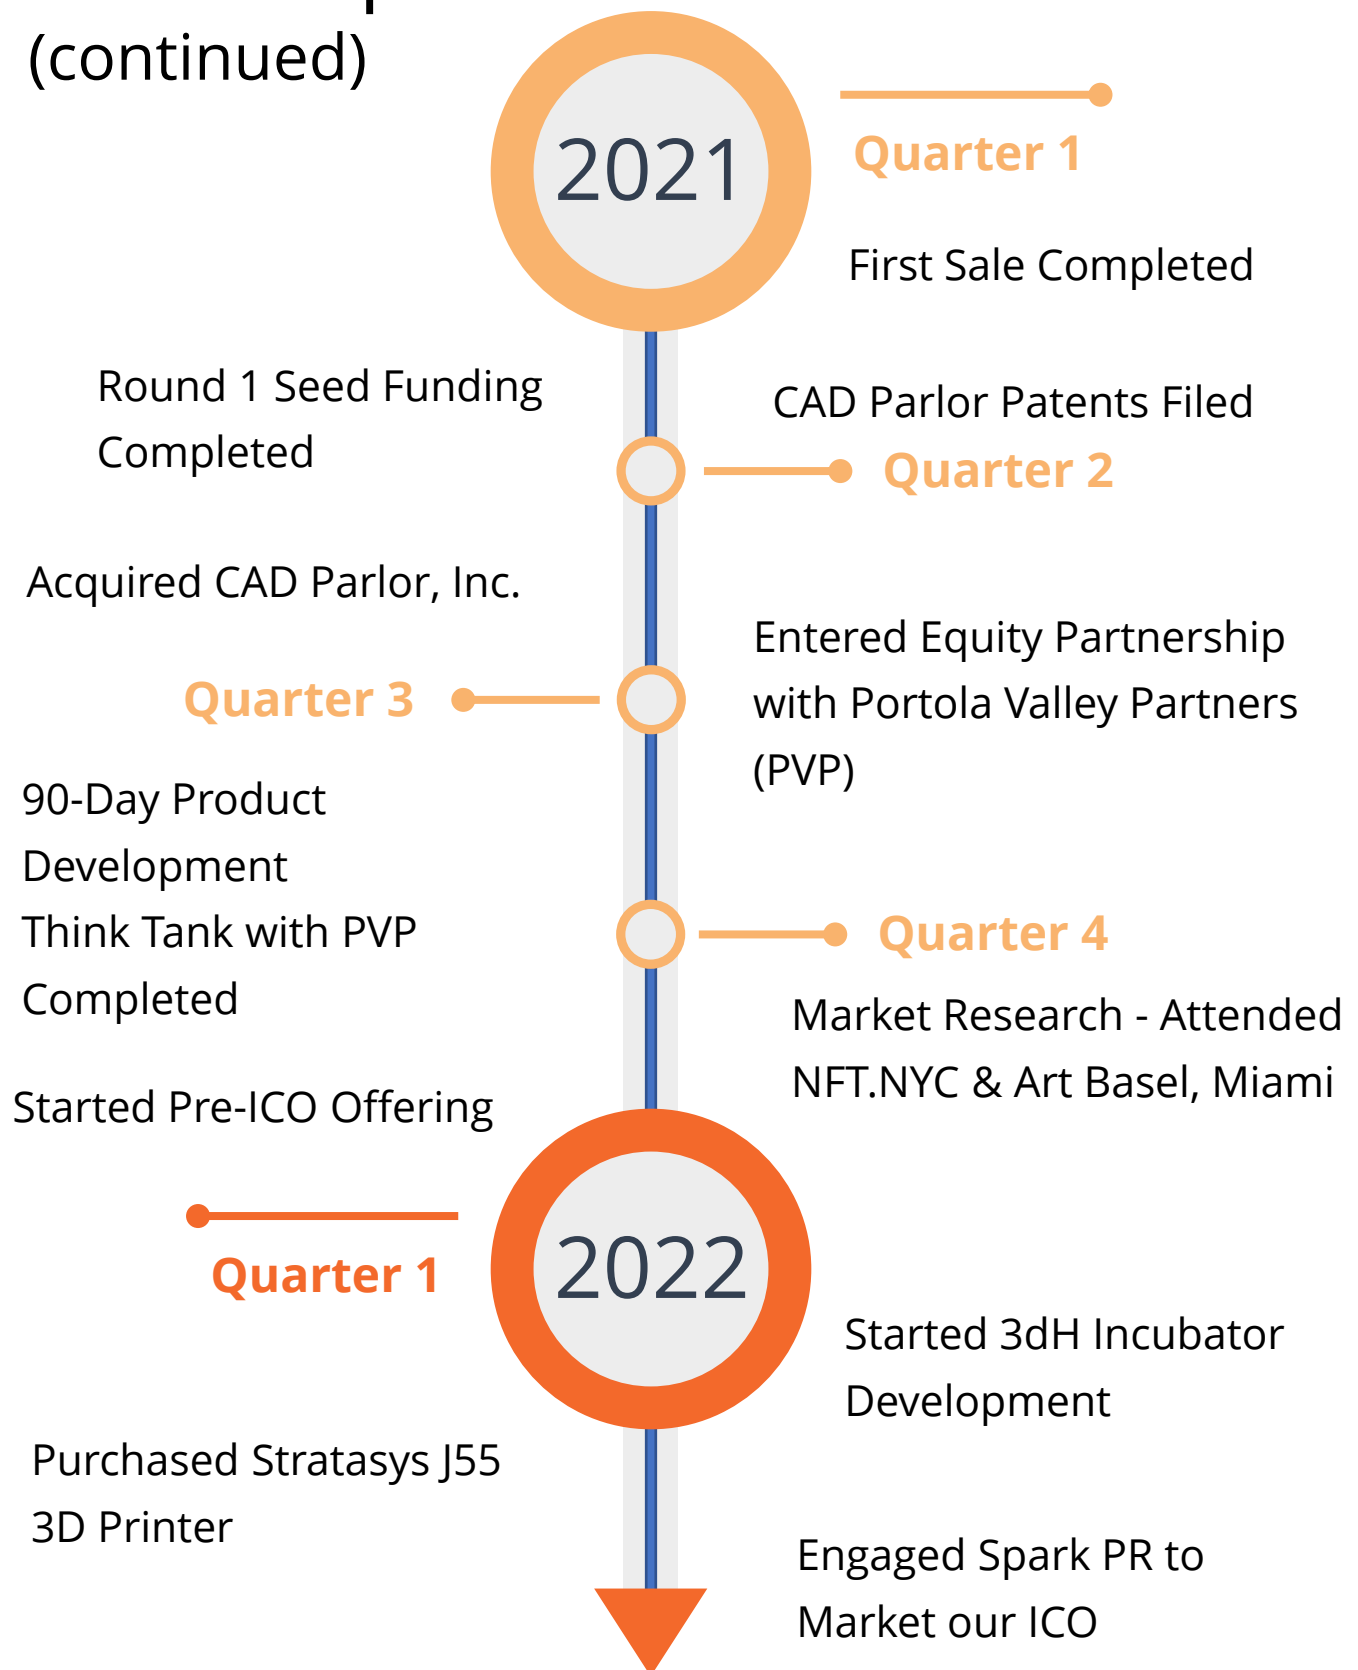 (continued)
2021
Quarter 1
First Sale Completed
Round 1 Seed Funding
Completed
CAD Parlor Patents Filed
Quarter 2
Acquired CAD Parlor, Inc.
Entered Equity Partnership
with Portola Valley Partners
(PVP)
Quarter 3
90-Day Product
Development
Think Tank with PVP
Completed
Quarter 4
Market Research - Attended
NFT.NYC & Art Basel, Miami
Started Pre-ICO Offering
Quarter 1
2022
Started 3dH Incubator
Development
Purchased Stratasys J55
3D Printer
Engaged Spark PR to
Market our ICO